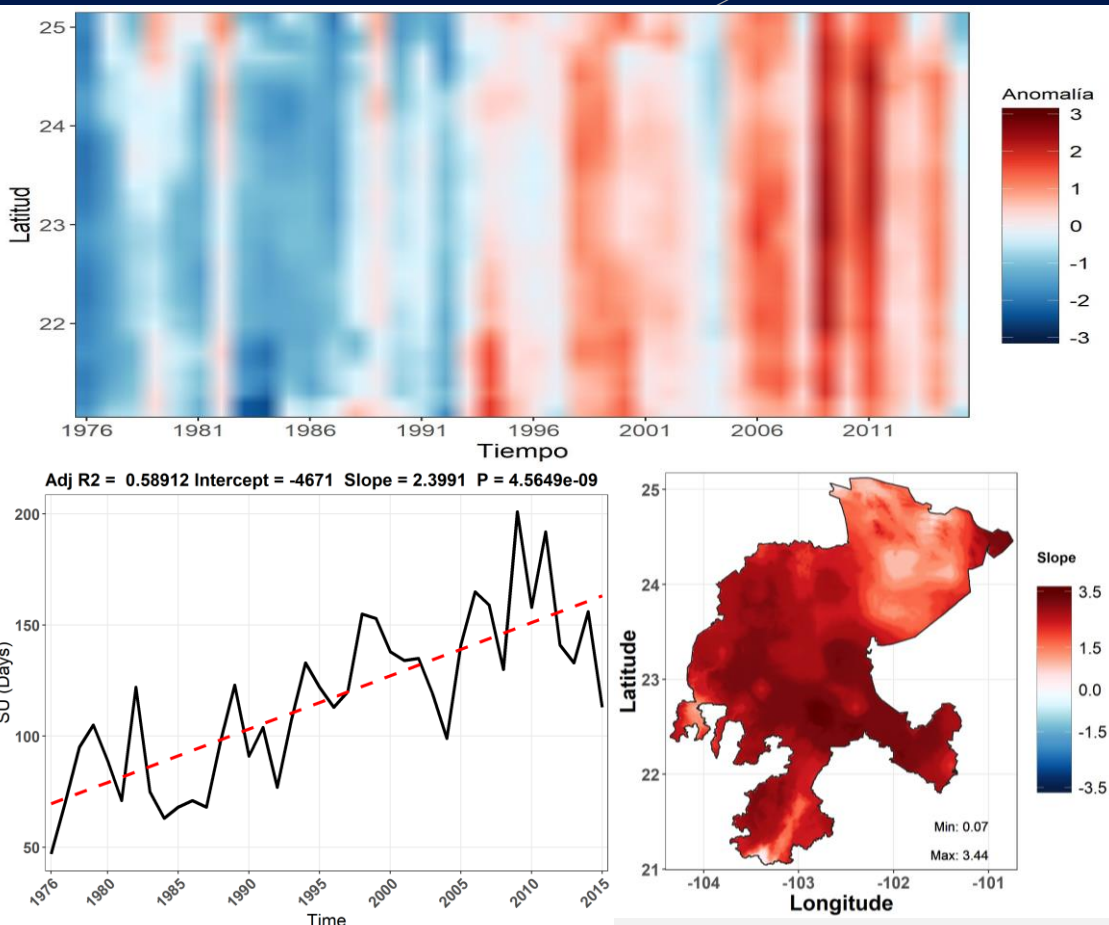 25
24
23
22
Latitud
1976 1981 1986 1991 1996 2001 2006 2011
Tiempo
Anomalía
3
2
1
0
-1
-2
-3
Adj R2 = 0.58912 Intercept = -4671 Slope = 2.3991 P = 4.5649e-09
200
150
100
50
SU (Days)
1976 1980 1985 1990 1995 2000 2005 2010 2015
Time
25
24
23
22
21
Latitude
Min: 0.07
Max: 3.44
-104 -103 -102 -101
Longitude
Slope
3.5
1.5
0.0
-1.5
-3.5